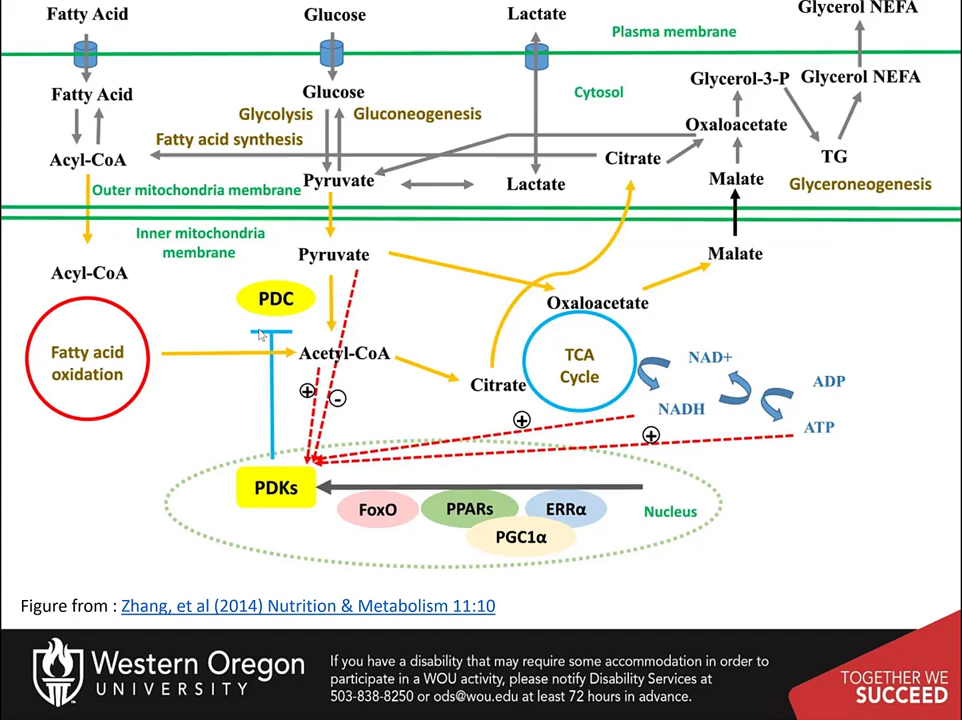 Fatty Acid
Glucose
Lactate
Glycerol NEFA
Plasma membrane
Fatty Acid
Glucose
Cytosol
Glycerol-3-P
Glycerol NEFA
Glycolysis
Gluconeogenesis
Oxaloacetate
Fatty acid synthesis
Acyl-CoA
Citrate
TG
Outer mitochondria membrane
Pyruvate
Lactate
Malate
Glyceroneogenesis
Inner mitochondria
membrane
Pyruvate
Malate
Acyl-CoA
PDC
Oxaloacetate
Fatty acid
oxidation
Acetyl-CoA
TCA
Cycle
NAD+
Citrate
ADP
NADH
+
-
+
+
ATP
PDKs
FoxO
PPARs
ERRα
PGC1α
Nucleus
Figure from : Zhang, et al (2014) Nutrition & Metabolism 11:10
Western Oregon
UNIVERSITY
If you have a disability that may require some accommodation in order to
participate in a WOU activity, please notify Disability Services at
503-838-8250 or ods@wou.edu at least 72 hours in advance.
TOGETHER WE
SUCCEED